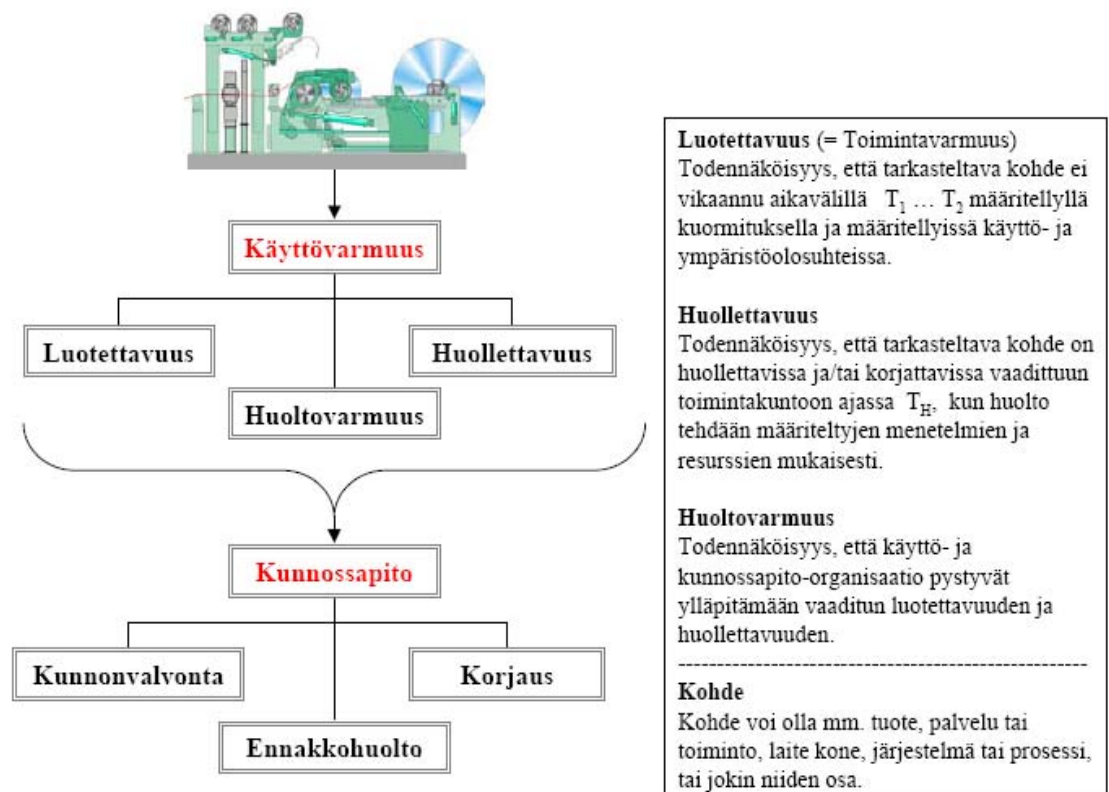 Käyttövarmuus
Luotettavuus
Huollettavuus
Huoltovarmuus
Kunnossapito
Kunnonvalvonta
Korjaus
Ennakkohuolto
Luotettavuus (= Toimintavarmuus)
Todennäköisyys, että tarkasteltava kohde ei
vikaannu aikavälillä T₁ … T₂ määritellyllä
kuormituksella ja määritellyissä käyttö- ja
ympäristöolosuhteissa.
Huollettavuus
Todennäköisyys, että tarkasteltava kohde on
huollettavissa ja/tai korjattavissa vaadittuun
toimintakuntoon ajassa T_H, kun huolto
tehdään määriteltyjen menetelmien ja
resurssien mukaisesti.
Huoltovarmuus
Todennäköisyys, että käyttö- ja
kunnossapito-organisaatio pystyvät
ylläpitämään vaaditun luotettavuuden ja
huollettavuuden.
-----------------------------------------------------
Kohde
Kohde voi olla mm. tuote, palvelu tai
toiminto, laite kone, järjestelmä tai prosessi,
tai jokin niiden osa.